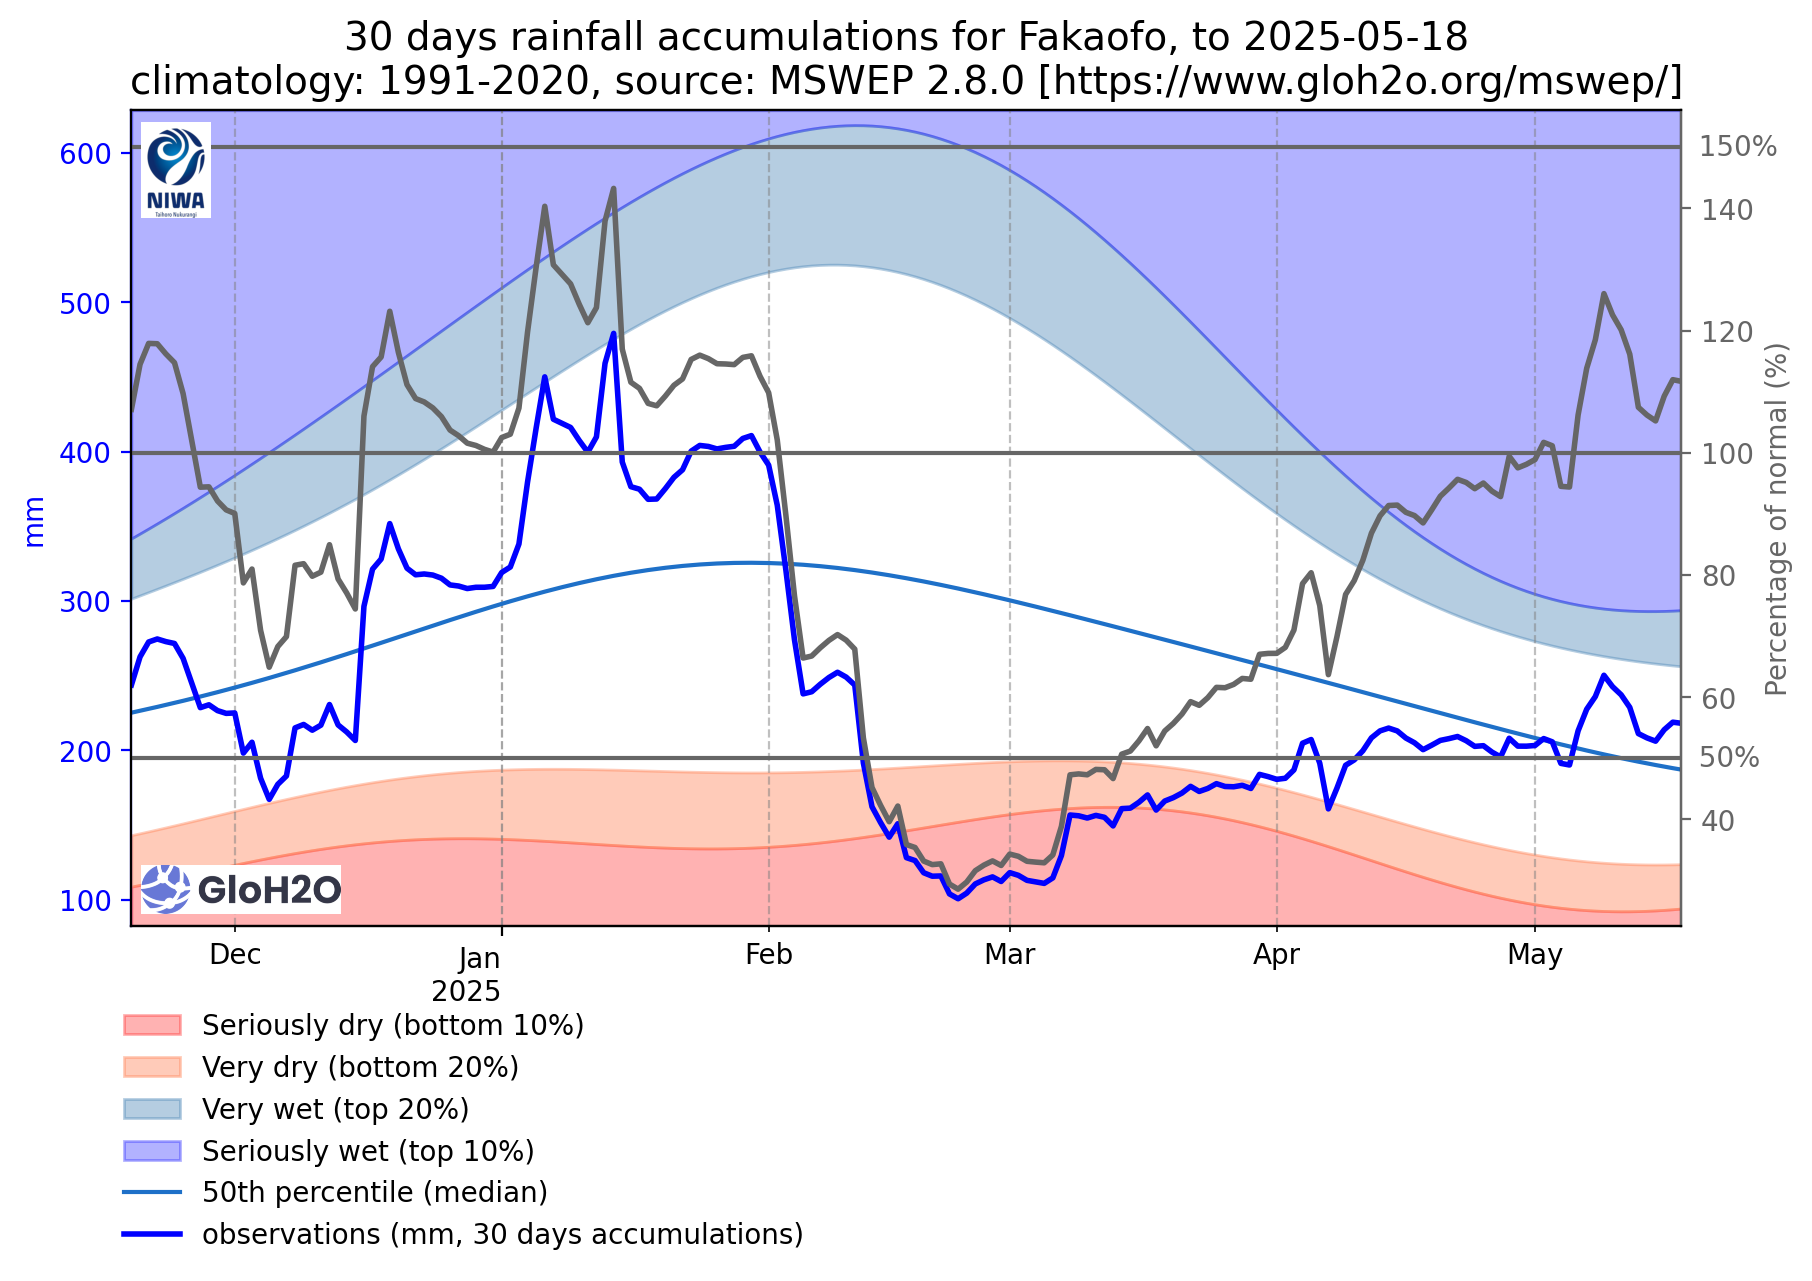 30 days rainfall accumulations for Fakaofo, to 2025-05-18
climatology: 1991-2020, source: MSWEP 2.8.0 [https://www.gloh2o.org/mswep/]
NIWA
Taihoro Nukurangi
600
500
400
300
200
100
mm
150%
140
120
100
80
60
50%
40
Percentage of normal (%)
GloH2O
Dec
Jan
2025
Feb
Mar
Apr
May
Seriously dry (bottom 10%)
Very dry (bottom 20%)
Very wet (top 20%)
Seriously wet (top 10%)
50th percentile (median)
observations (mm, 30 days accumulations)